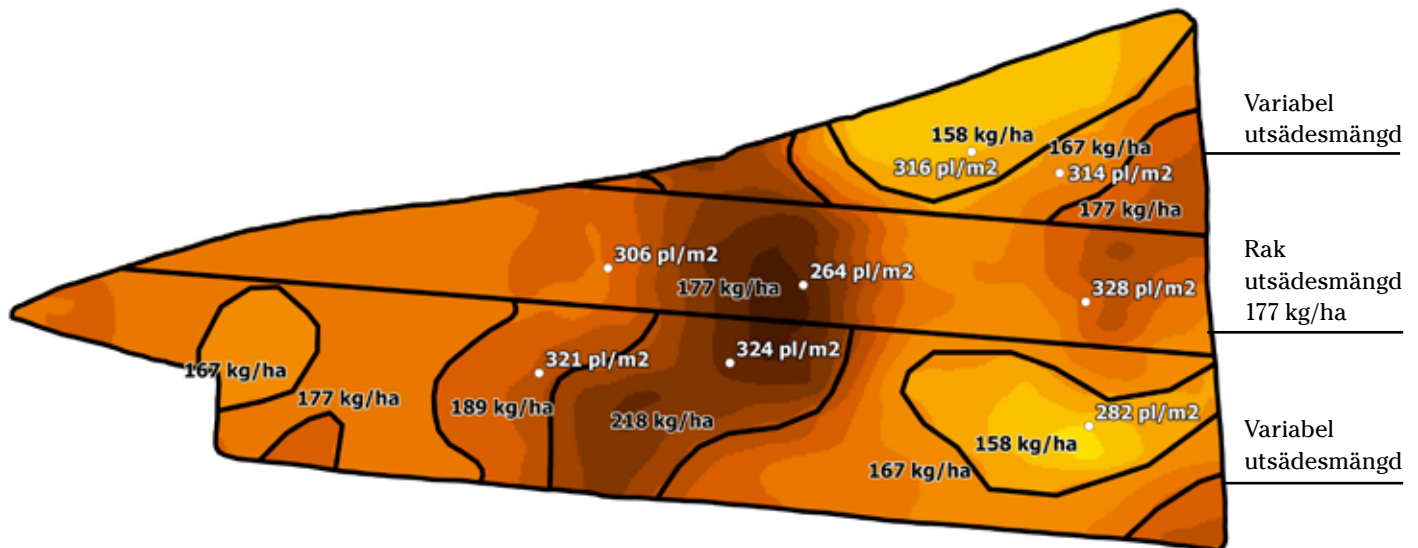 Variabel
utsädesmängd
158 kg/ha
316 pl/m2
167 kg/ha
314 pl/m2
177 kg/ha
Rak
utsädesmängd
177 kg/ha
306 pl/m2
264 pl/m2
177 kg/ha
328 pl/m2
324 pl/m2
321 pl/m2
167 kg/ha
177 kg/ha
189 kg/ha
218 kg/ha
282 pl/m2
158 kg/ha
167 kg/ha
Variabel
utsädesmängd